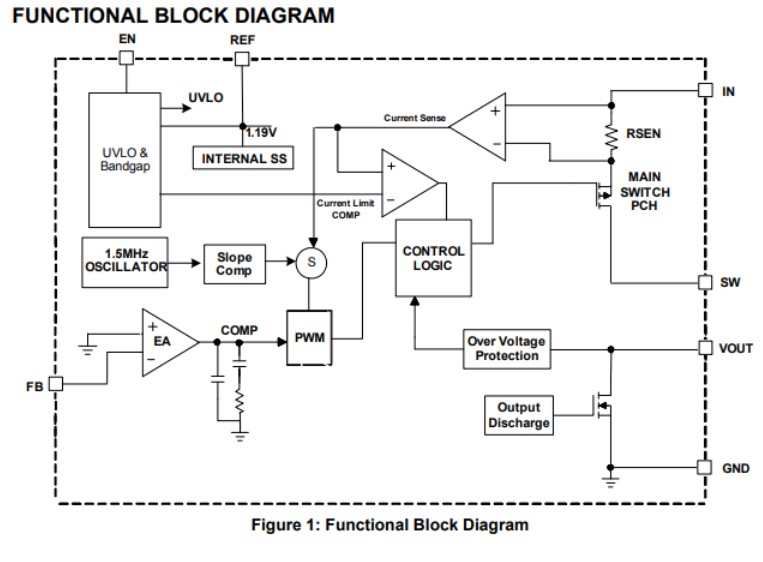 FUNCTIONAL BLOCK DIAGRAM
EN
REF
IN
UVLO
Current Sense
+
-
1.19V
RSEN
UVLO &
Bandgap
INTERNAL SS
+
-
MAIN
SWITCH
PCH
Current Limit
COMP
1.5MHz
OSCILLATOR
Slope
Comp
S
CONTROL
LOGIC
SW
+
EA
-
COMP
PWM
Over Voltage
Protection
VOUT
FB
Output
Discharge
GND
Figure 1: Functional Block Diagram